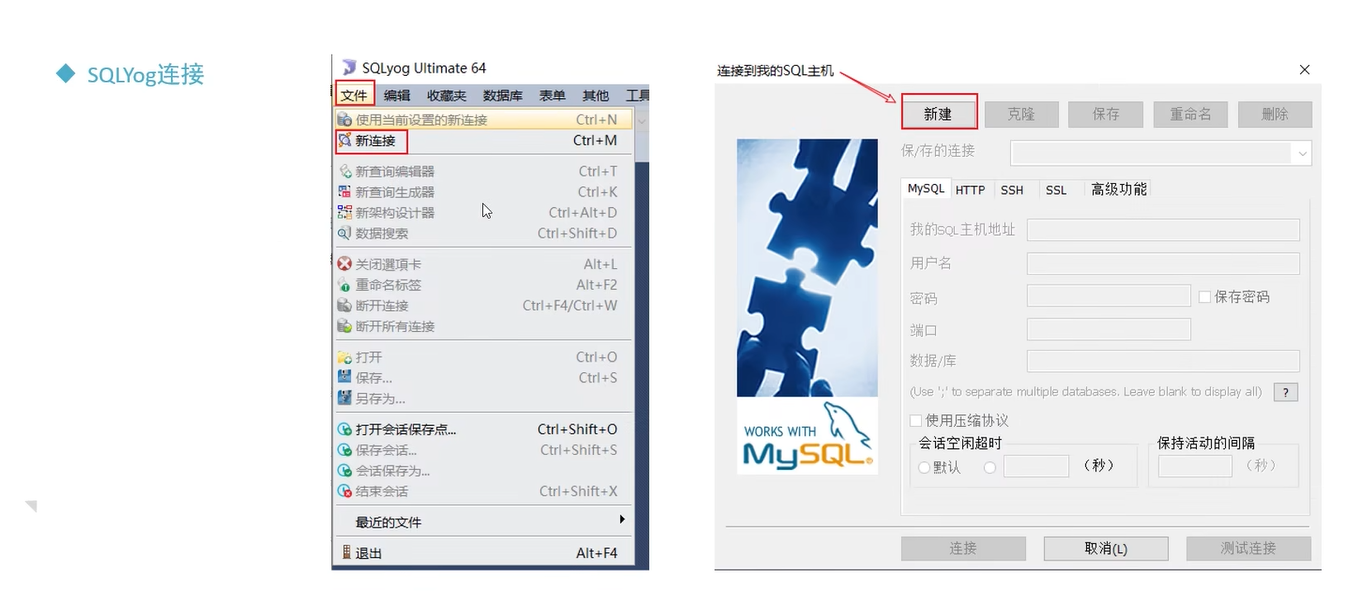 SQLYog连接
SQLyog Ultimate 64
文件 编辑 收藏夹 数据库 表单 其他 工具
使用当前设置的新连接 Ctrl+N
新连接 Ctrl+M
新查询编辑器 Ctrl+T
新查询生成器 Ctrl+K
新架构设计器 Ctrl+Alt+D
数据搜索 Ctrl+Shift+D
关闭選項卡 Alt+L
重命名标签 Alt+F2
断开连接 Ctrl+F4/Ctrl+W
断开所有连接
打开 Ctrl+O
保存... Ctrl+S
另存为...
打开会话保存点... Ctrl+Shift+O
保存会话... Ctrl+Shift+S
会话保存为...
结束会话 Ctrl+Shift+X
最近的文件
退出 Alt+F4
连接到我的SQL主机
新建 克隆 保存 重命名 删除
保/存的连接
MySQL HTTP SSH SSL 高级功能
我的SQL主机地址
用户名
密码 保存密码
端口
数据/库
(Use ';' to separate multiple databases. Leave blank to display all) ?
使用压缩协议
会话空闲超时 保持活动的间隔
默认 （秒） （秒）
WORKS WITH
MySQL®
连接 取消(L) 测试连接